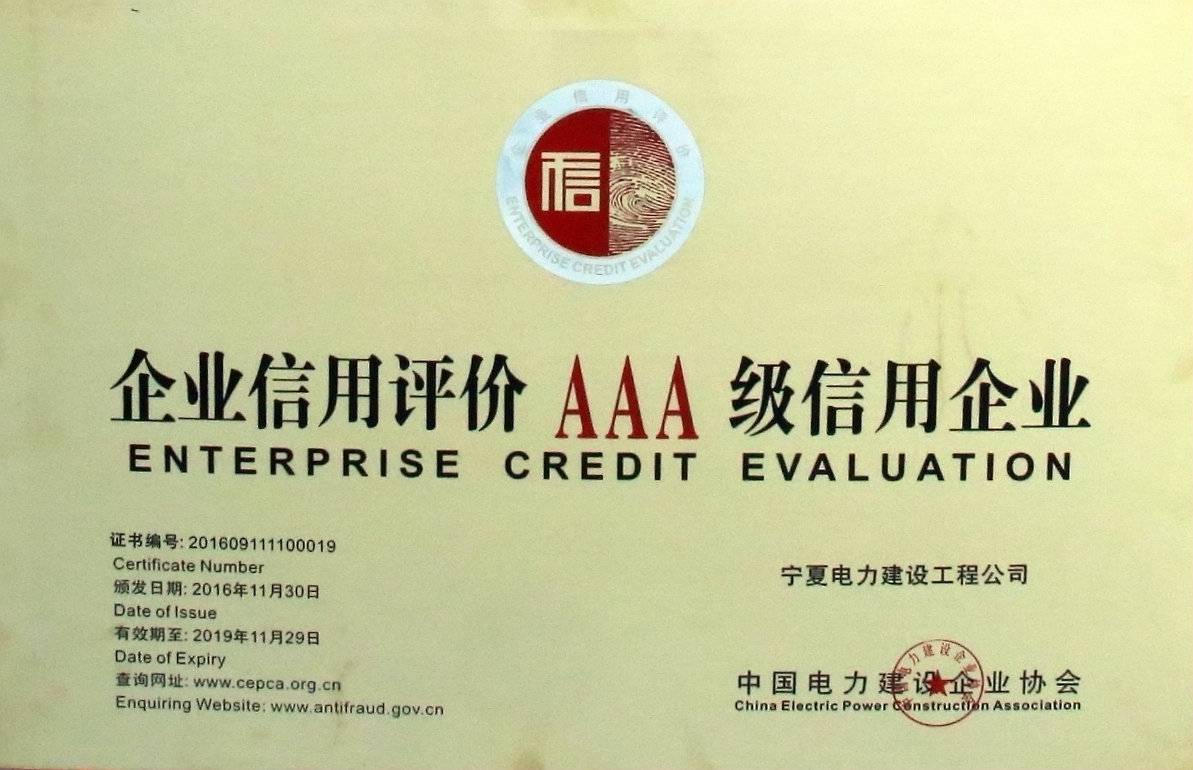 企业信用评价
信
ENTERPRISE CREDIT EVALUATION
企业信用评价 AAA 级信用企业
ENTERPRISE CREDIT EVALUATION
证书编号: 201609111100019
Certificate Number
颁发日期: 2016年11月30日
Date of Issue
有效期至: 2019年11月29日
Date of Expiry
查询网址: www.cepca.org.cn
Enquiring Website: www.antifraud.gov.cn
宁夏电力建设工程公司
中国电力建设企业协会
China Electric Power Construction Association